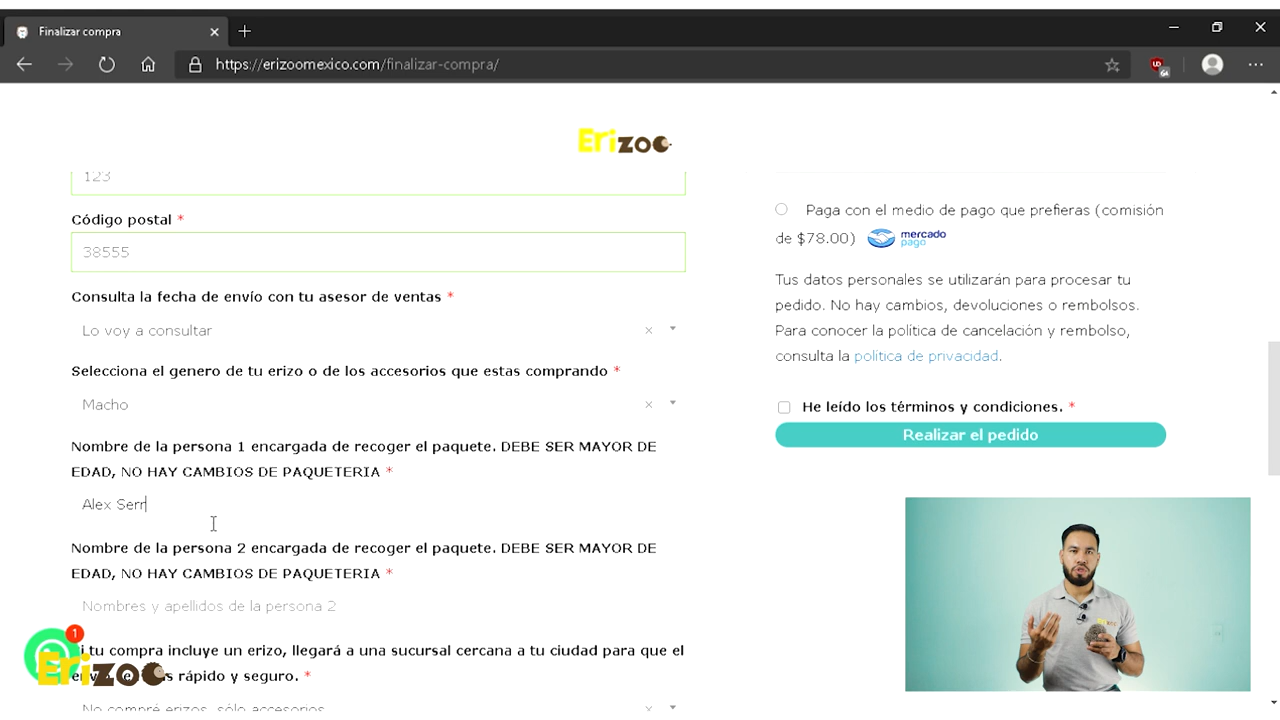 Finalizar compra
https://erizoomexico.com/finalizar-compra/
Erizoo
123
Código postal *
38555
Consulta la fecha de envío con tu asesor de ventas *
Lo voy a consultar
Selecciona el genero de tu erizo o de los accesorios que estas comprando *
Macho
Nombre de la persona 1 encargada de recoger el paquete. DEBE SER MAYOR DE
EDAD, NO HAY CAMBIOS DE PAQUETERIA *
Alex Serr
Nombre de la persona 2 encargada de recoger el paquete. DEBE SER MAYOR DE
EDAD, NO HAY CAMBIOS DE PAQUETERIA *
Nombres y apellidos de la persona 2
1
i tu compra incluye un erizo, llegará a una sucursal cercana a tu ciudad para que el
Erizoo
s rápido y seguro. *
No compré erizos, sólo accesorios
Paga con el medio de pago que prefieras (comisión
de $78.00) mercado pago
Tus datos personales se utilizarán para procesar tu
pedido. No hay cambios, devoluciones o rembolsos.
Para conocer la política de cancelación y rembolso,
consulta la política de privacidad.
He leído los términos y condiciones. *
Realizar el pedido